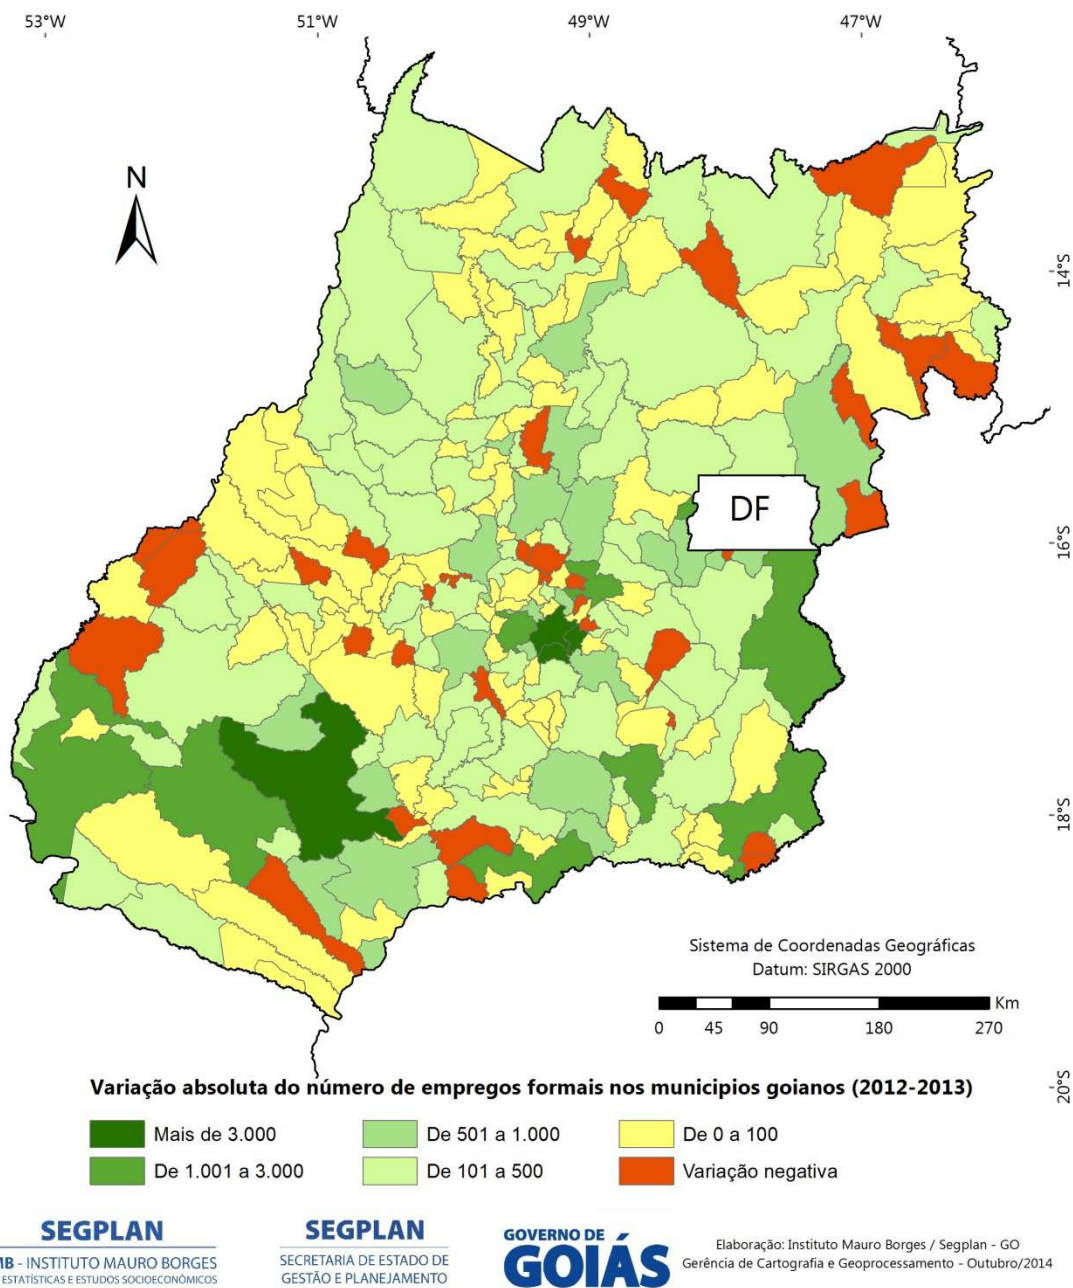 53°W 51°W 49°W 47°W
N
14°S
DF
16°S
18°S
Sistema de Coordenadas Geográficas
Datum: SIRGAS 2000
Km
0 45 90 180 270
20°S
Variação absoluta do número de empregos formais nos municipios goianos (2012-2013)
Mais de 3.000 De 501 a 1.000 De 0 a 100
De 1.001 a 3.000 De 101 a 500 Variação negativa
SEGPLAN
MB - INSTITUTO MAURO BORGES
ESTATÍSTICAS E ESTUDOS SOCIOECONÔMICOS
SEGPLAN
SECRETARIA DE ESTADO DE
GESTÃO E PLANEJAMENTO
GOVERNO DE
GOIÁS
Elaboração: Instituto Mauro Borges / Segplan - GO
Gerência de Cartografia e Geoprocessamento - Outubro/2014